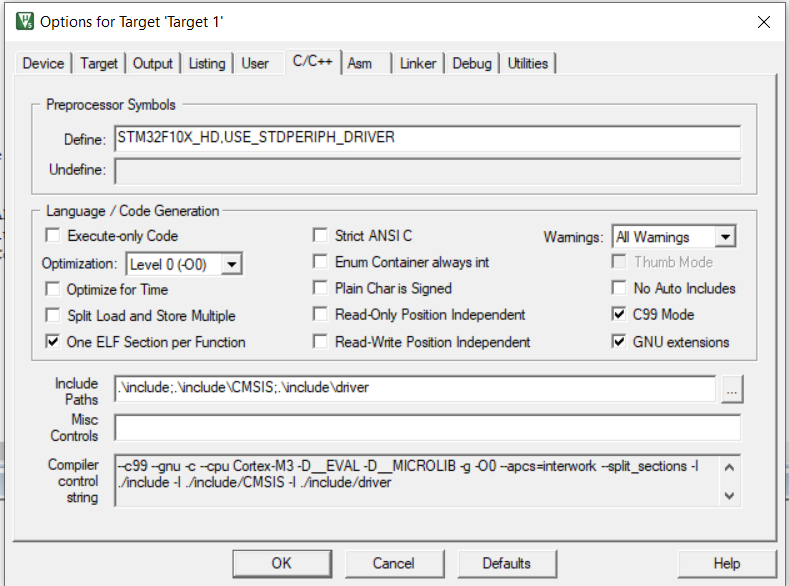 Options for Target 'Target 1'
Device Target Output Listing User C/C++ Asm Linker Debug Utilities
Preprocessor Symbols
Define: STM32F10X_HD,USE_STDPERIPH_DRIVER
Undefine:
Language / Code Generation
Execute-only Code Strict ANSI C Warnings: All Warnings
Optimization: Level 0 (-O0) Enum Container always int Thumb Mode
Optimize for Time Plain Char is Signed No Auto Includes
Split Load and Store Multiple Read-Only Position Independent C99 Mode
One ELF Section per Function Read-Write Position Independent GNU extensions
Include
Paths
.\include;.\include\CMSIS;.\include\driver
...
Misc
Controls
Compiler
control
string
--c99 --gnu -c --cpu Cortex-M3 -D__EVAL -D__MICROLIB -g -O0 --apcs=interwork --split_sections -I
./include -I ./include/CMSIS -I ./include/driver
OK Cancel Defaults Help